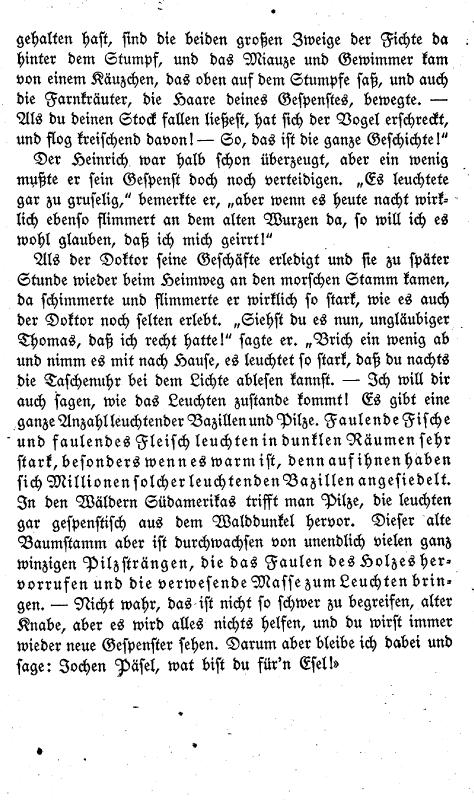 gehalten hast, sind die beiden großen Zweige der Fichte da
hinter dem Stumpf, und das Miauze und Gewimmer kam
von einem Käuzchen, das oben auf dem Stumpfe saß, und auch
die Farnkräuter, die Haare deines Gespenstes, bewegte. —
Als du deinen Stock fallen ließest, hat sich der Vogel erschreckt,
und flog kreischend davon! — So, das ist die ganze Geschichte!“
Der Heinrich war halb schon überzeugt, aber ein wenig
mußte er sein Gespenst doch noch verteidigen. „Es leuchtete
gar zu gruselig,“ bemerkte er, „aber wenn es heute nacht wirk-
lich ebenso flimmert an dem alten Wurzen da, so will ich es
wohl glauben, daß ich mich geirrt!“
Als der Doktor seine Geschäfte erledigt und sie zu später
Stunde wieder beim Heimweg an den morschen Stamm kamen,
da schimmerte und flimmerte er wirklich so stark, wie es auch
der Doktor noch selten erlebt. „Siehst du es nun, ungläubiger
Thomas, daß ich recht hatte!“ sagte er. „Brich ein wenig ab
und nimm es mit nach Hause, es leuchtet so stark, daß du nachts
die Taschenuhr bei dem Lichte ablesen kannst. — Ich will dir
auch sagen, wie das Leuchten zustande kommt! Es gibt eine
ganze Anzahl leuchtender Bazillen und Pilze. Faulende Fische
und faulendes Fleisch leuchten in dunklen Räumen sehr
stark, besonders wenn es warm ist, denn auf ihnen haben
sich Millionen solcher leuchtenden Bazillen angesiedelt.
In den Wäldern Südamerikas trifft man Pilze, die leuchten
gar gespenstisch aus dem Walddunkel hervor. Dieser alte
Baumstamm aber ist durchwachsen von unendlich vielen ganz
winzigen Pilzsträngen, die das Faulen des Holzes her-
vorrufen und die verwesende Masse zum Leuchten brin-
gen. — Nicht wahr, das ist nicht so schwer zu begreifen, alter
Knabe, aber es wird alles nichts helfen, und du wirst immer
wieder neue Gespenster sehen. Darum aber bleibe ich dabei und
sage: Jochen Päsel, wat bist du für'n Esel!»